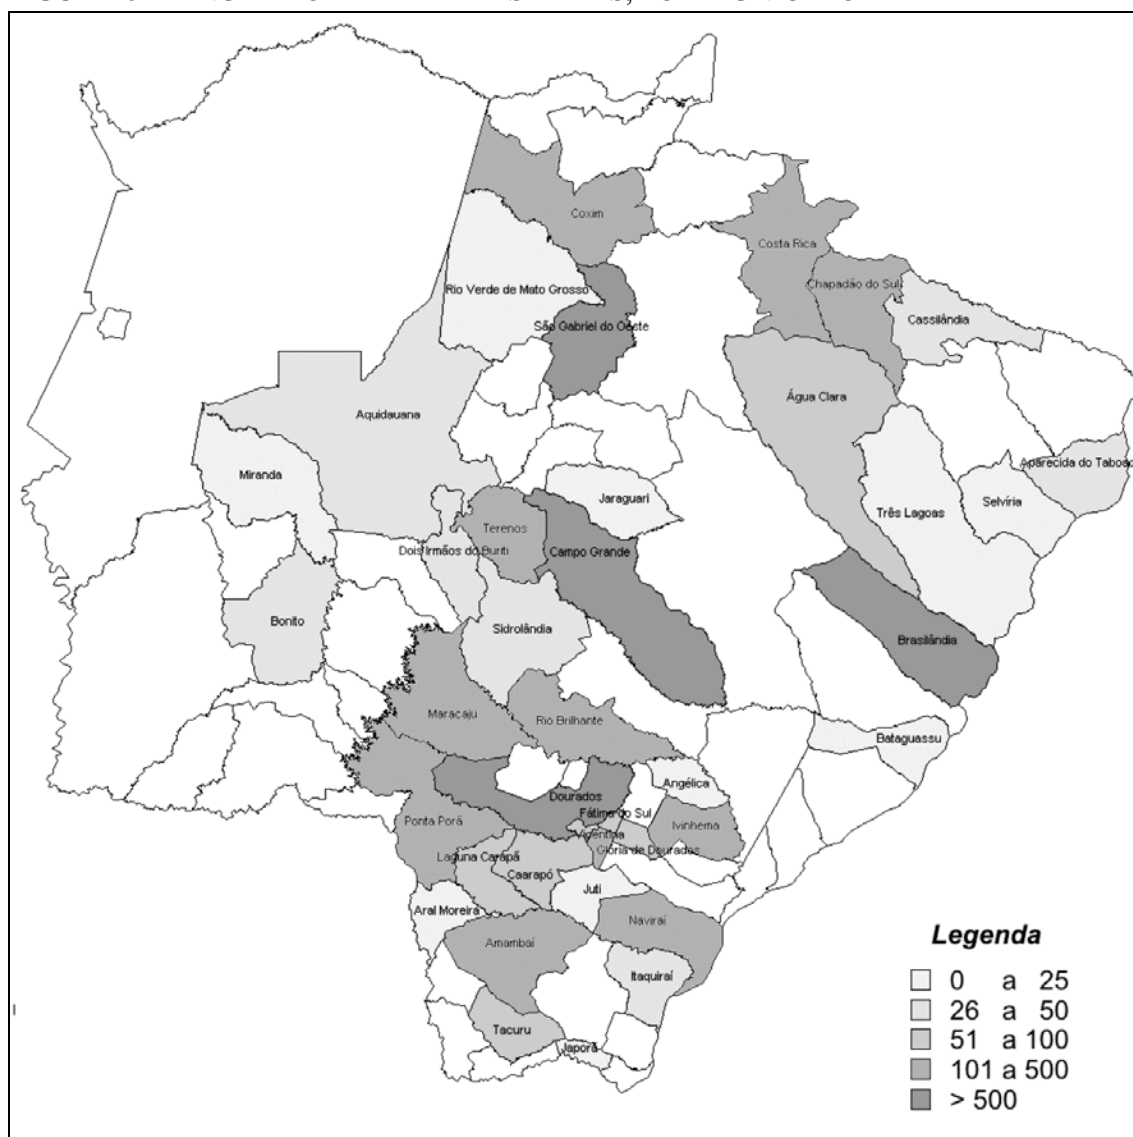 Coxim
Costa Rica
Chapadão do Sul
Rio Verde de Mato Grosso
Cassilândia
São Gabriel do Oeste
Água Clara
Aquidauana
Aparecida do Taboado
Miranda
Selvíria
Jaraguari
Três Lagoas
Terenos
Campo Grande
Dois Irmãos do Buriti
Bonito
Sidrolândia
Brasilândia
Maracaju
Rio Brilhante
Bataguassu
Angélica
Dourados
Fátima do Sul
Ponta Porã
Ivinhema
Vicentina
Glória de Dourados
Laguna Carapã
Caarapó
Juti
Aral Moreira
Naviraí
Amambaí
Itaquiraí
Tacuru
Japorã
Legenda
0 a 25
26 a 50
51 a 100
101 a 500
> 500